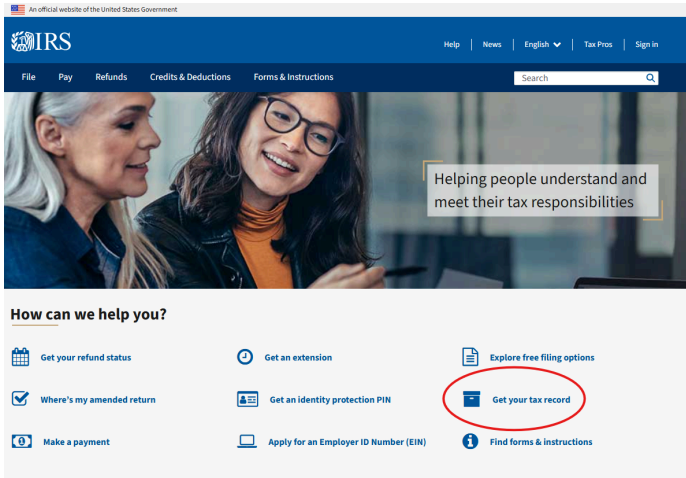 An official website of the United States Government
IRS
Help News English Tax Pros Sign in
File Pay Refunds Credits & Deductions Forms & Instructions Search
Helping people understand and
meet their tax responsibilities
How can we help you?
Get your refund status Get an extension Explore free filing options
Where's my amended return Get an identity protection PIN Get your tax record
Make a payment Apply for an Employer ID Number (EIN) Find forms & instructions